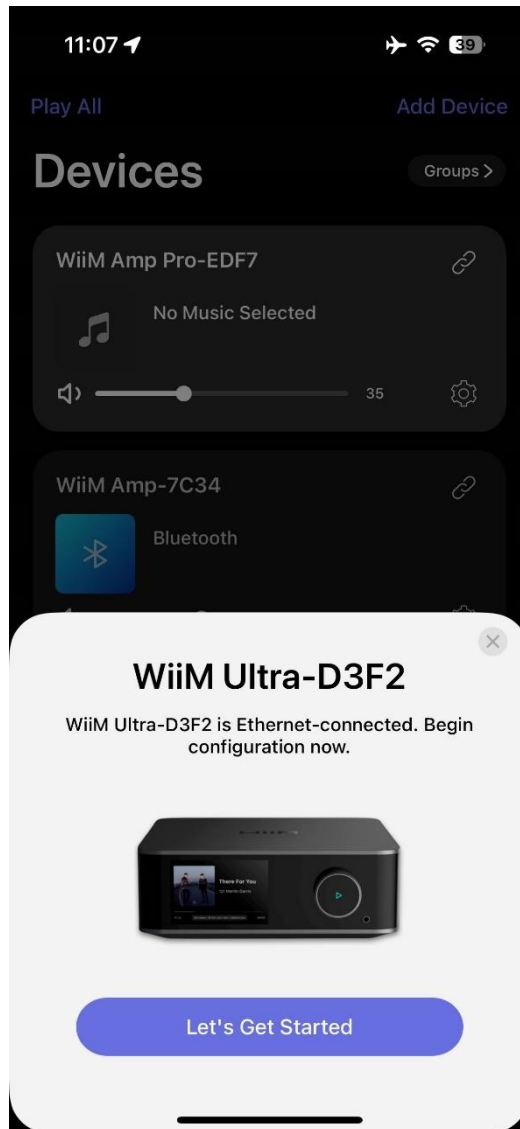 11:07
39
Play All
Add Device
Devices
Groups >
WiiM Amp Pro-EDF7
No Music Selected
35
WiiM Amp-7C34
Bluetooth
WiiM Ultra-D3F2
WiiM Ultra-D3F2 is Ethernet-connected. Begin
configuration now.
There For You
Let's Get Started